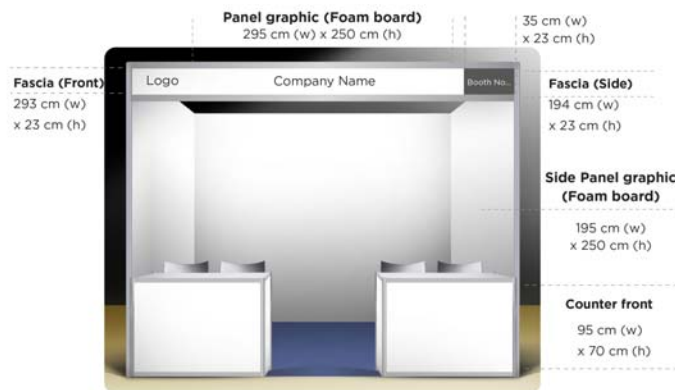 Panel graphic (Foam board)
295 cm (w) x 250 cm (h)
35 cm (w)
x 23 cm (h)
Fascia (Front)
293 cm (w)
x 23 cm (h)
Logo
Company Name
Booth No...
Fascia (Side)
194 cm (w)
x 23 cm (h)
Side Panel graphic
(Foam board)
195 cm (w)
x 250 cm (h)
Counter front
95 cm (w)
x 70 cm (h)